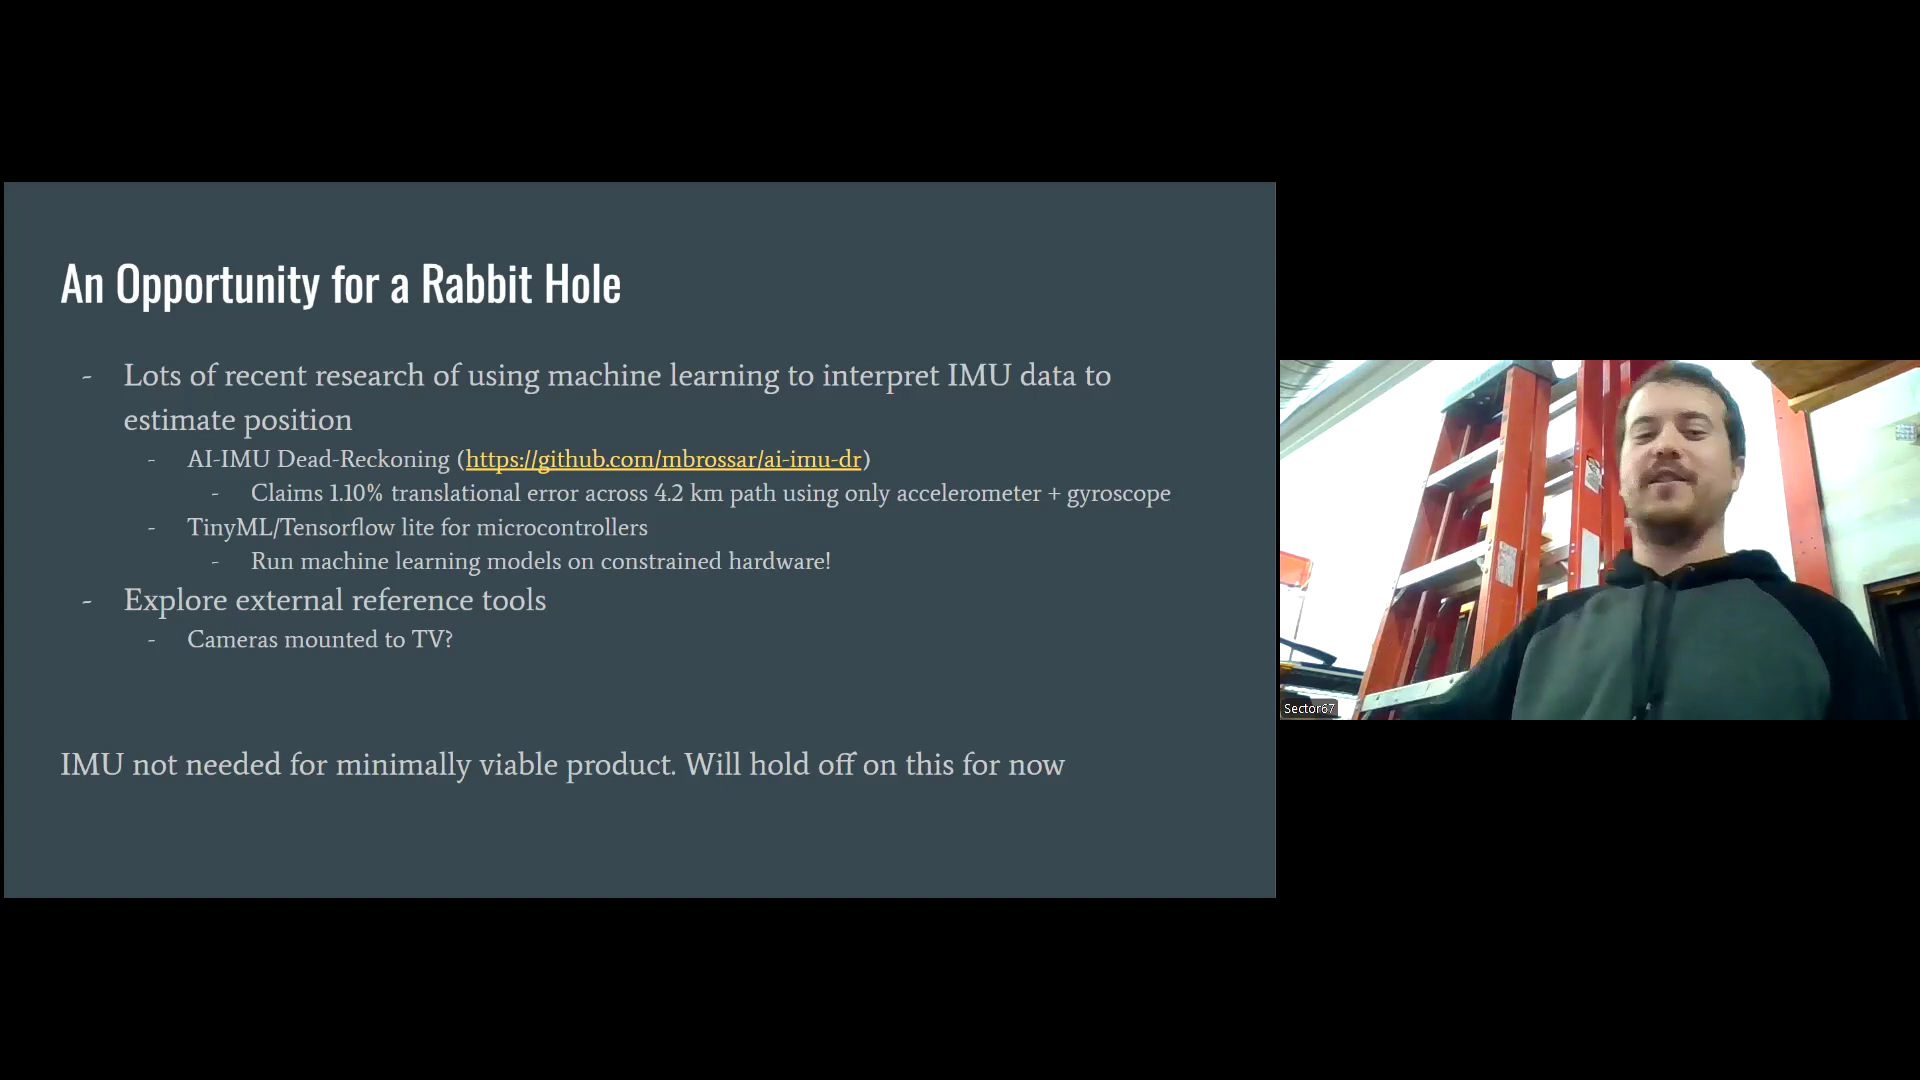 An Opportunity for a Rabbit Hole
- Lots of recent research of using machine learning to interpret IMU data to
estimate position
- AI-IMU Dead-Reckoning (https://github.com/mbrossar/ai-imu-dr)
- Claims 1.10% translational error across 4.2 km path using only accelerometer + gyroscope
- TinyML/Tensorflow lite for microcontrollers
- Run machine learning models on constrained hardware!
- Explore external reference tools
- Cameras mounted to TV?
IMU not needed for minimally viable product. Will hold off on this for now
Sector67